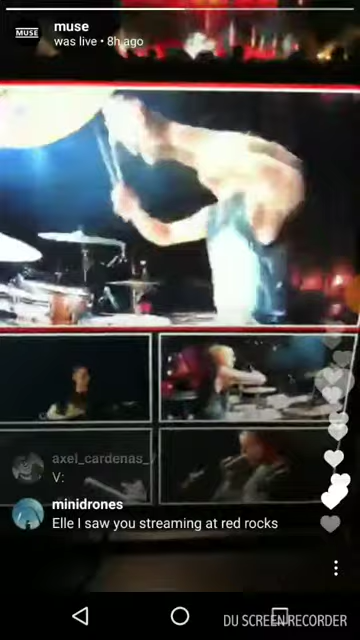 MUSE
muse
was live • 8h ago
axel_cardenas_
V:
minidrones
Elle I saw you streaming at red rocks
DU SCREEN RECORDER